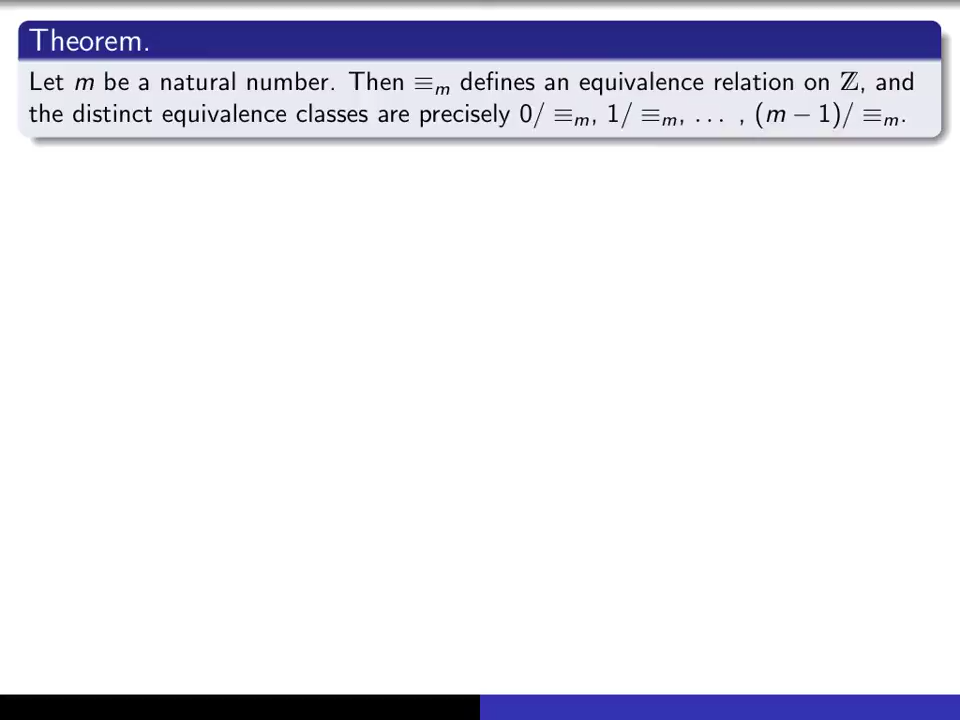 Theorem.
Let m be a natural number. Then ≡ₘ defines an equivalence relation on ℤ, and
the distinct equivalence classes are precisely 0/ ≡ₘ, 1/ ≡ₘ, . . . , (m − 1)/ ≡ₘ.